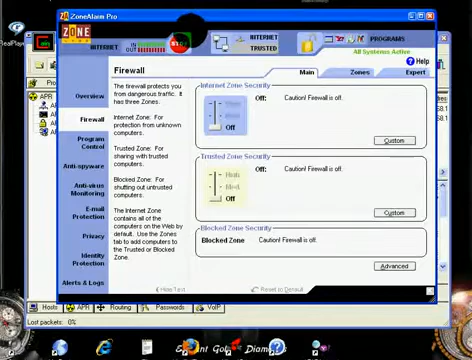 ZoneAlarm Pro
ZONE
INTERNET
IN
OUT
STOP
INTERNET
TRUSTED
PROGRAMS
All Systems Active
Help
Firewall
Main
Zones
Expert
Overview
Firewall
Program
Control
Anti-spyware
Anti-virus
Monitoring
E-mail
Protection
Privacy
Identity
Protection
Alerts & Logs
The firewall protects you
from dangerous traffic. It
has three Zones.
Internet Zone: For
protection from unknown
computers.
Trusted Zone: For
sharing with trusted
computers.
Blocked Zone: For
shutting out untrusted
computers.
The Internet Zone
contains all of the
computers on the Web by
default. Use the Zones
tab to add computers to
the Trusted or Blocked
Zone.
Internet Zone Security
Off
Off: Caution! Firewall is off.
Custom
Trusted Zone Security
High
Med.
Off
Off: Caution! Firewall is off.
Custom
Blocked Zone Security
Blocked Zone Caution! Firewall is off.
Advanced
Hide Text
Reset to Default
APR
Hosts
APR
Routing
Passwords
VoIP
Lost packets: 0%